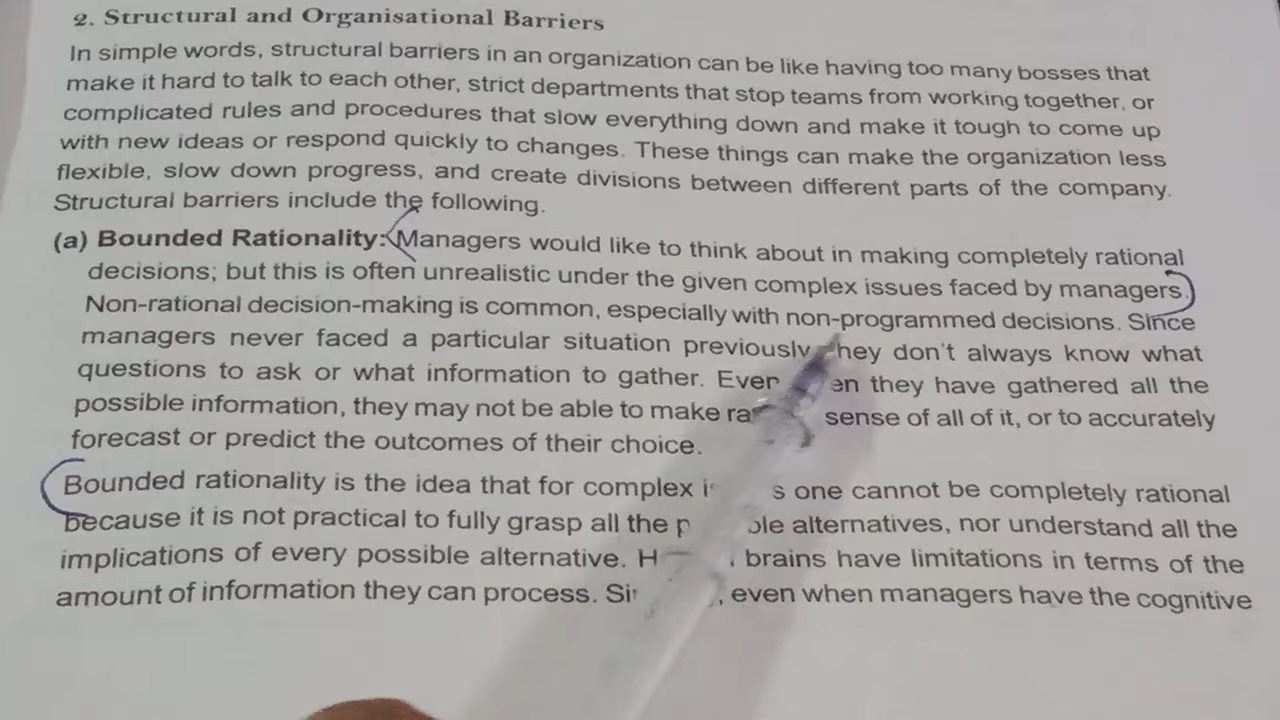 2. Structural and Organisational Barriers
In simple words, structural barriers in an organization can be like having too many bosses that
make it hard to talk to each other, strict departments that stop teams from working together, or
complicated rules and procedures that slow everything down and make it tough to come up
with new ideas or respond quickly to changes. These things can make the organization less
flexible, slow down progress, and create divisions between different parts of the company.
Structural barriers include the following.
(a) Bounded Rationality: Managers would like to think about in making completely rational
decisions; but this is often unrealistic under the given complex issues faced by managers.
Non-rational decision-making is common, especially with non-programmed decisions. Since
managers never faced a particular situation previously they don't always know what
questions to ask or what information to gather. Even they have gathered all the
possible information, they may not be able to make sense of all of it, or to accurately
forecast or predict the outcomes of their choice.
Bounded rationality is the idea that for complex one cannot be completely rational
because it is not practical to fully grasp all the alternatives, nor understand all the
implications of every possible alternative. brains have limitations in terms of the
amount of information they can process. even when managers have the cognitive